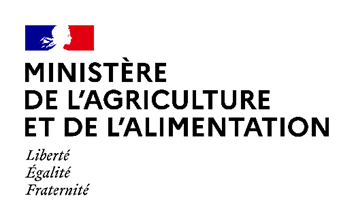 MINISTÈRE
DE L'AGRICULTURE
ET DE L'ALIMENTATION
Liberté
Égalité
Fraternité